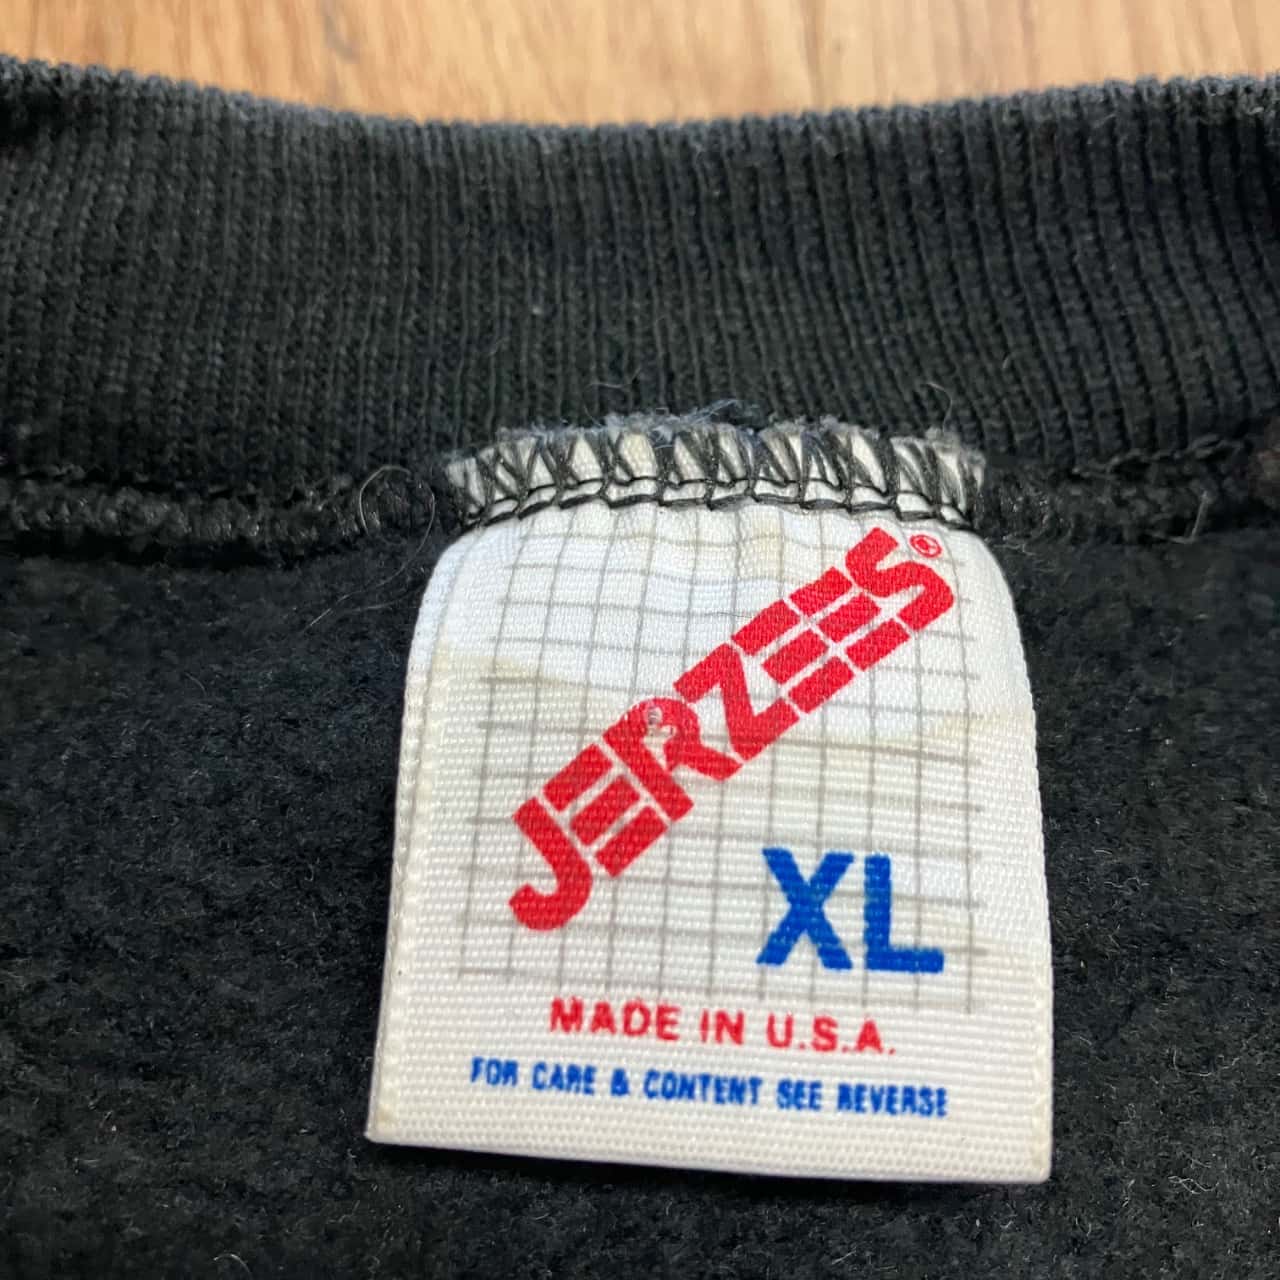 JERZEES®
XL
MADE IN U.S.A.
FOR CARE & CONTENT SEE REVERSE